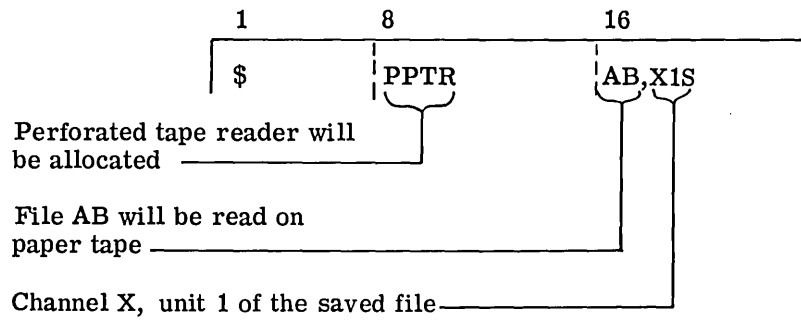 1 8 16
$ PPTR AB,X1S
Perforated tape reader will
be allocated
File AB will be read on
paper tape
Channel X, unit 1 of the saved file